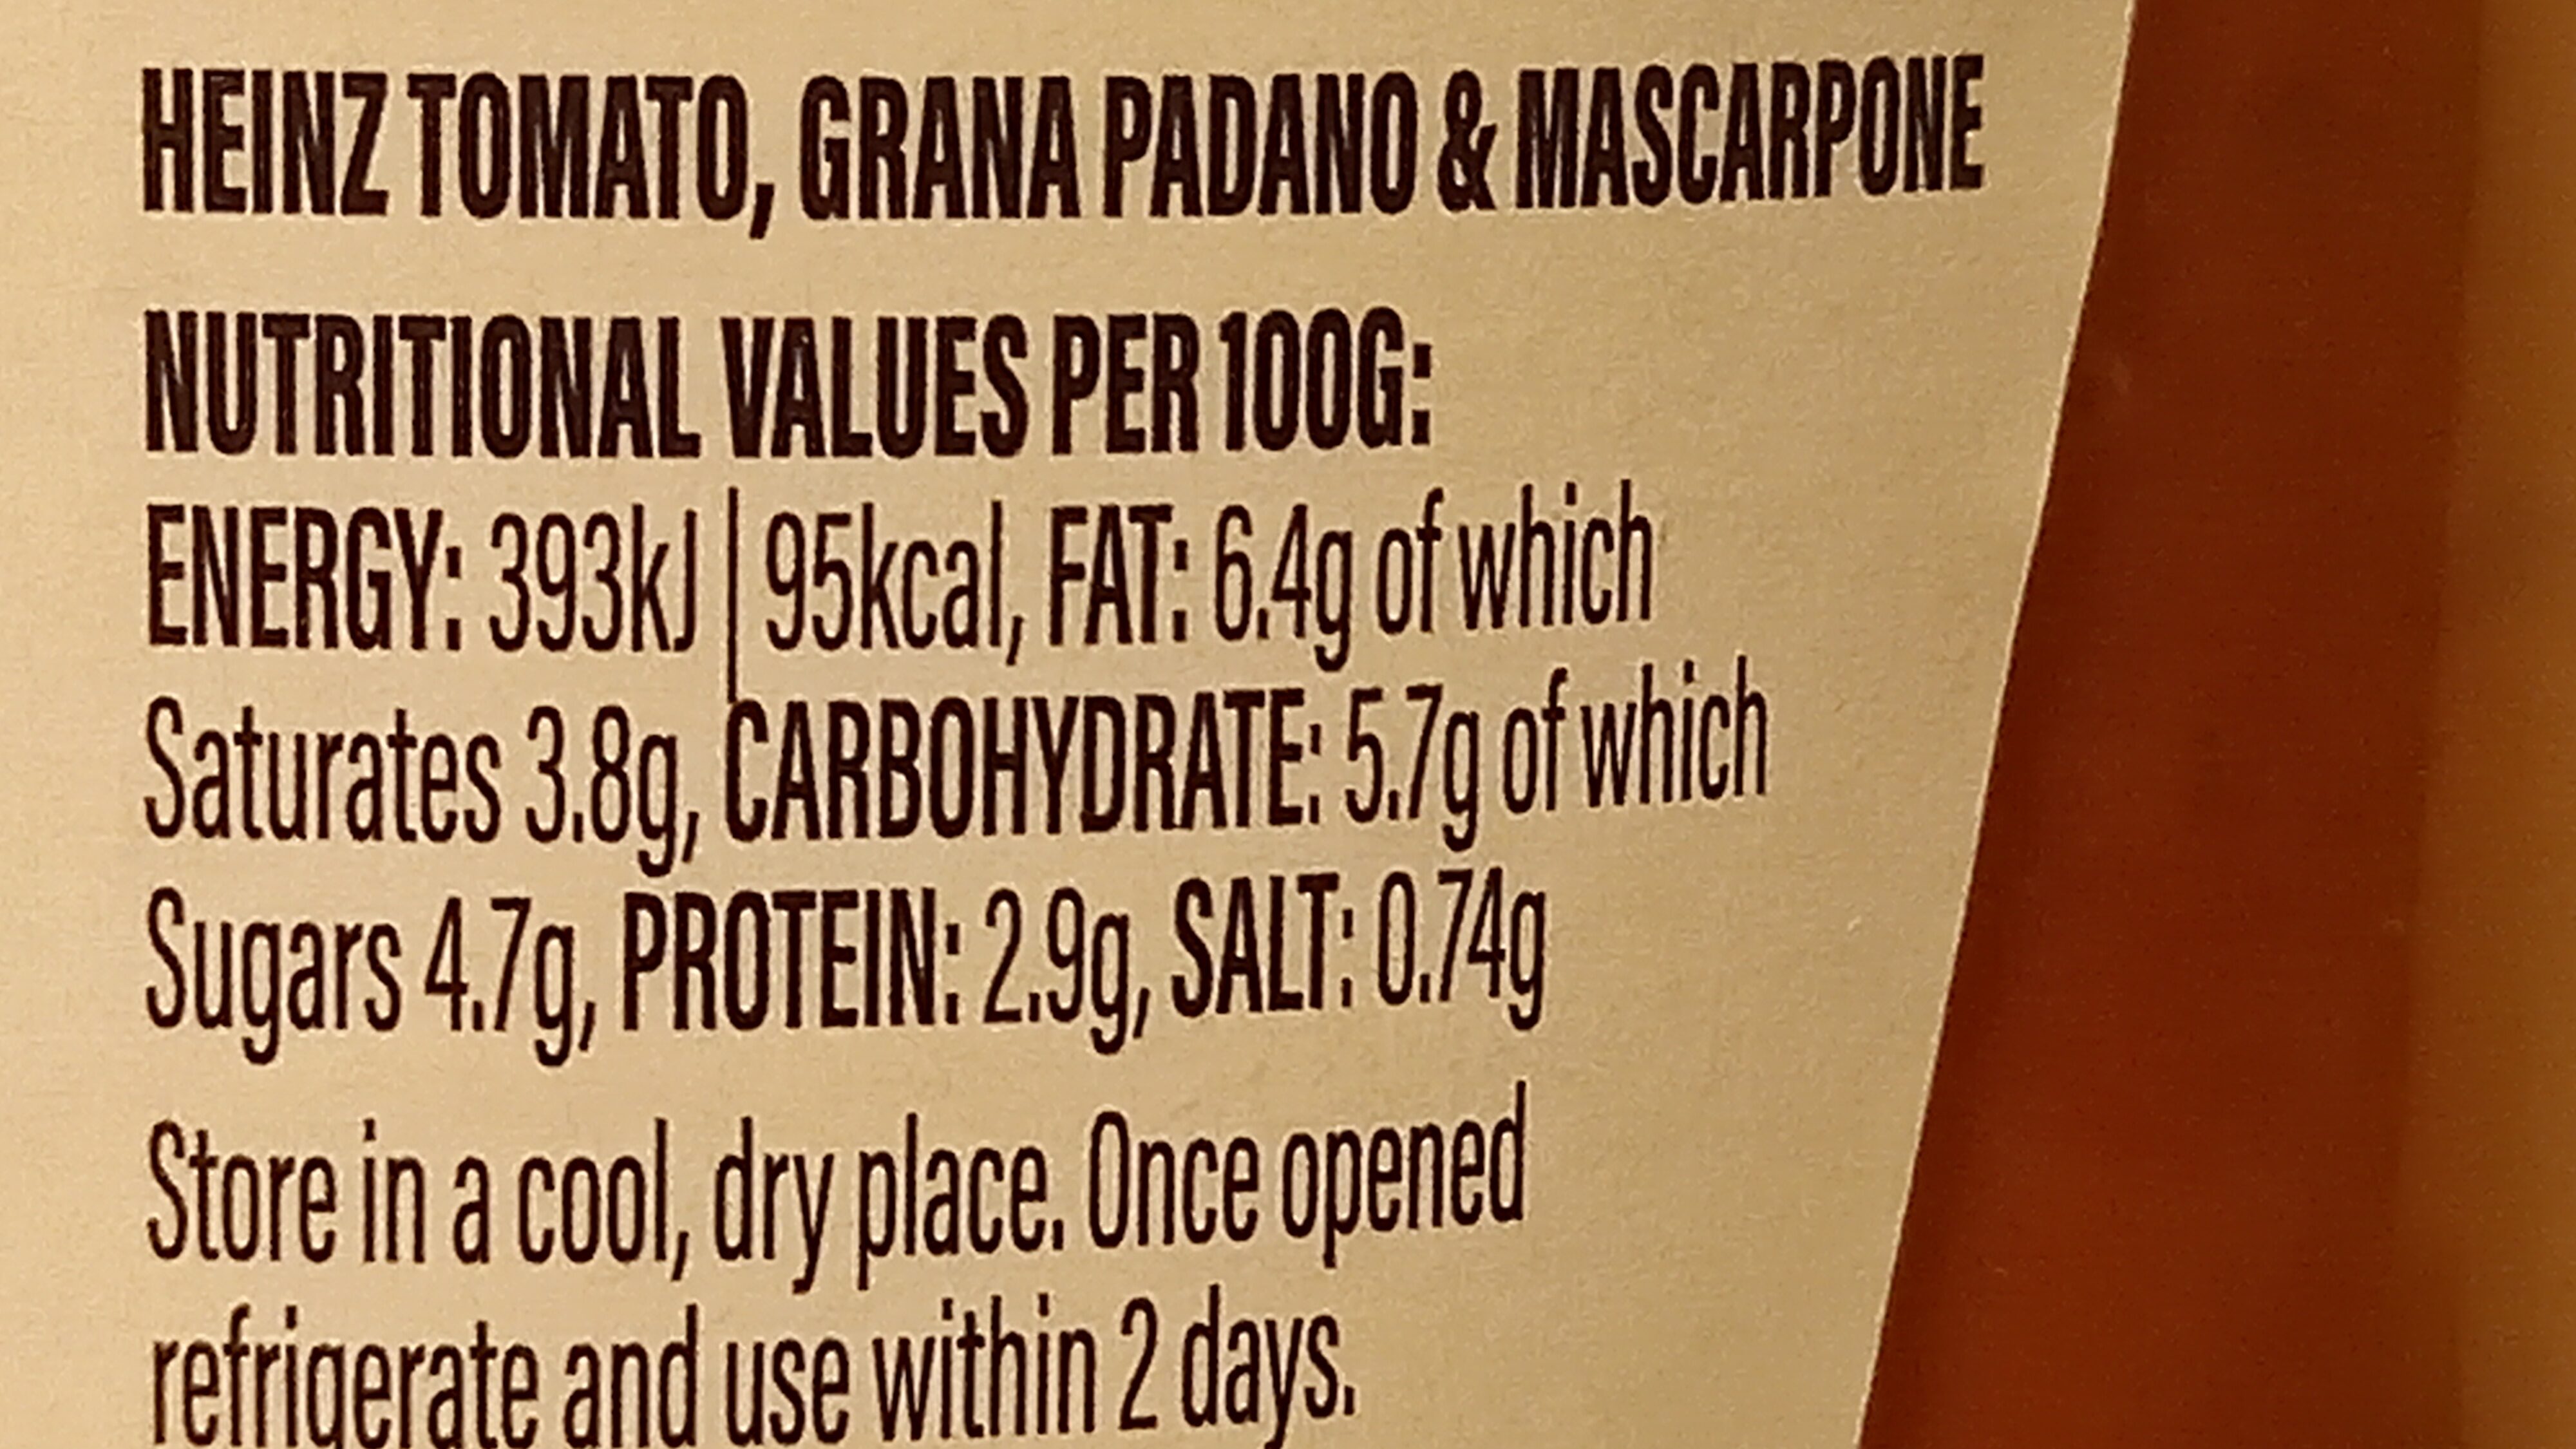 HEINZ TOMATO, GRANA PADANO & MASCARPONE
NUTRITIONAL VALUES PER 100G:
ENERGY: 393kJ | 95kcal, FAT: 6.4g of which
Saturates 3.8g, CARBOHYDRATE: 5.7g of which
Sugars 4.7g, PROTEIN: 2.9g, SALT: 0.74g
Store in a cool, dry place. Once opened
refrigerate and use within 2 days.